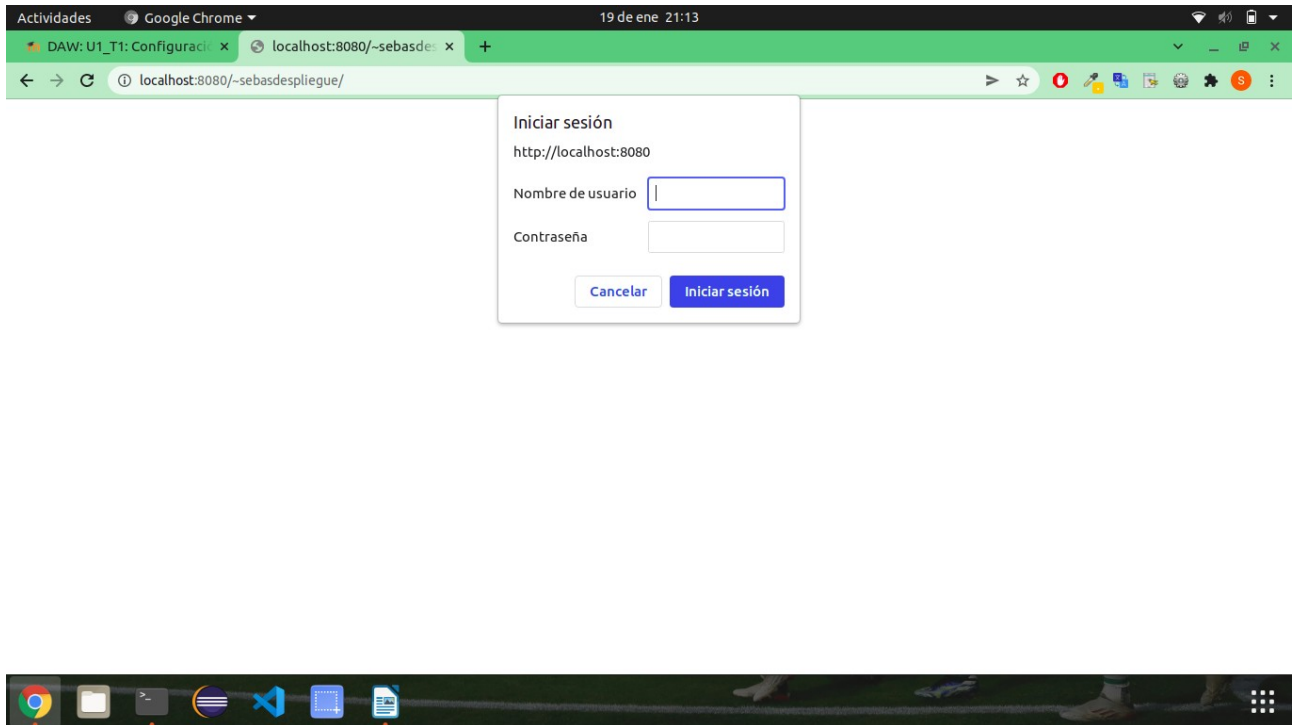 Actividades Google Chrome 19 de ene 21:13
DAW: U1_T1: Configuració localhost:8080/~sebasdes
localhost:8080/~sebasdespliegue/
S
Iniciar sesión
http://localhost:8080
Nombre de usuario
Contraseña
Cancelar Iniciar sesión